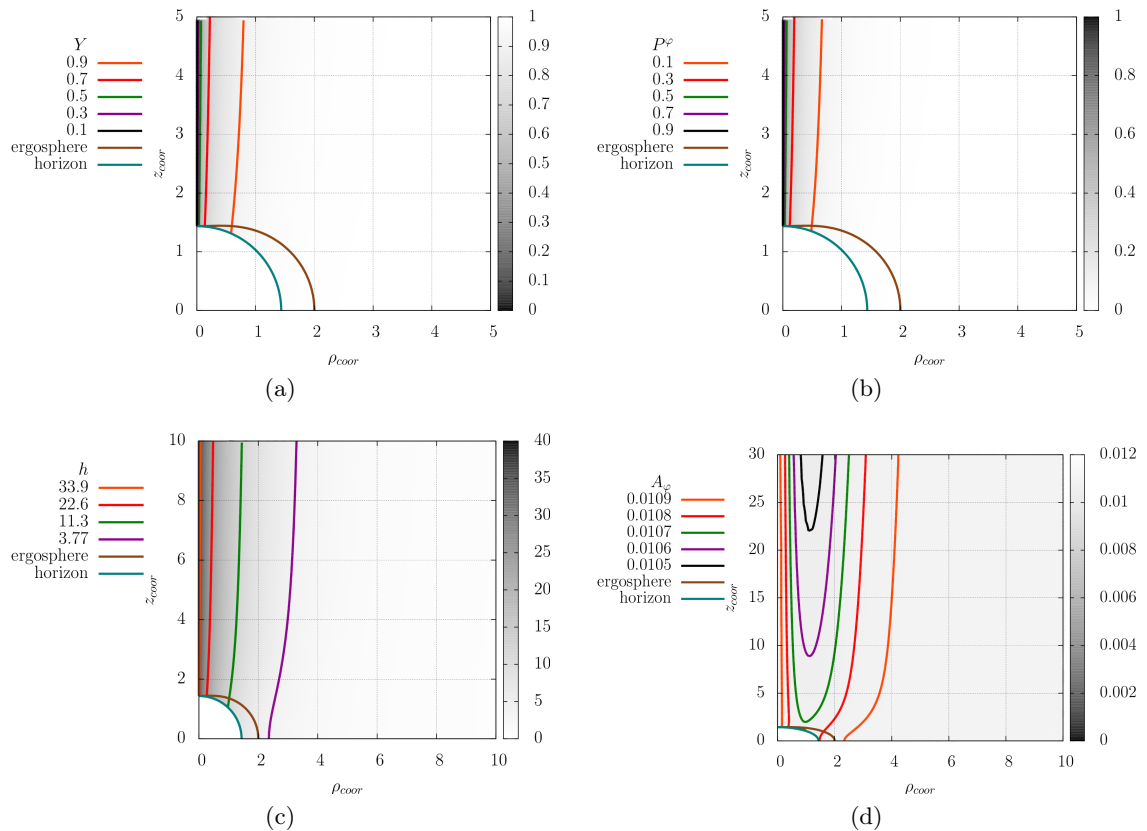 Y
0.9
0.7
0.5
0.3
0.1
ergosphere
horizon
z_coor
5
4
3
2
1
0
0 1 2 3 4 5
ρ_coor
1
0.9
0.8
0.7
0.6
0.5
0.4
0.3
0.2
0.1
0
(a)
P^φ
0.1
0.3
0.5
0.7
0.9
ergosphere
horizon
z_coor
5
4
3
2
1
0
0 1 2 3 4 5
ρ_coor
1
0.8
0.6
0.4
0.2
0
(b)
h
33.9
22.6
11.3
3.77
ergosphere
horizon
z_coor
10
8
6
4
2
0
0 2 4 6 8 10
ρ_coor
40
35
30
25
20
15
10
5
0
(c)
A_φ
0.0109
0.0108
0.0107
0.0106
0.0105
ergosphere
horizon
z_coor
30
25
20
15
10
5
0
0 2 4 6 8 10
ρ_coor
0.012
0.01
0.008
0.006
0.004
0.002
0
(d)